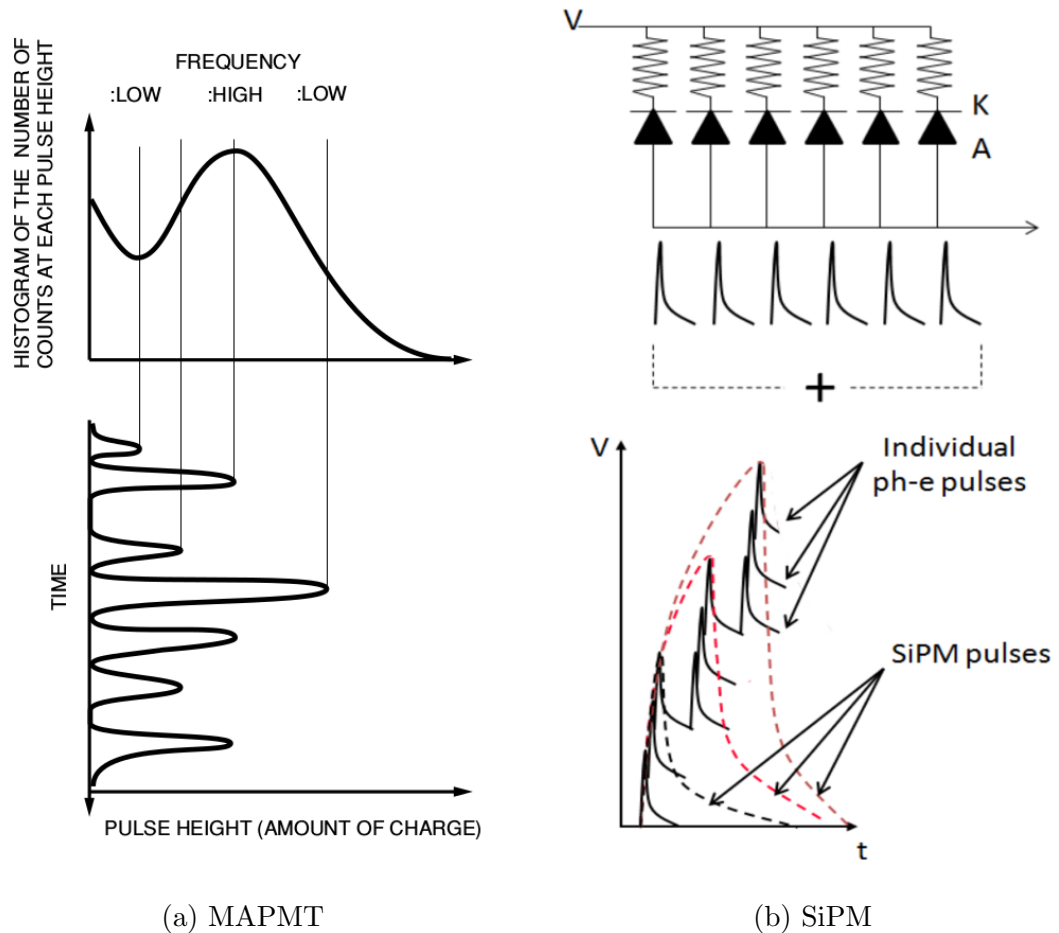 FREQUENCY
:LOW :HIGH :LOW
HISTOGRAM OF THE NUMBER OF
COUNTS AT EACH PULSE HEIGHT
TIME
PULSE HEIGHT (AMOUNT OF CHARGE)
(a) MAPMT
V
K
A
+
V
Individual
ph-e pulses
SiPM pulses
t
(b) SiPM